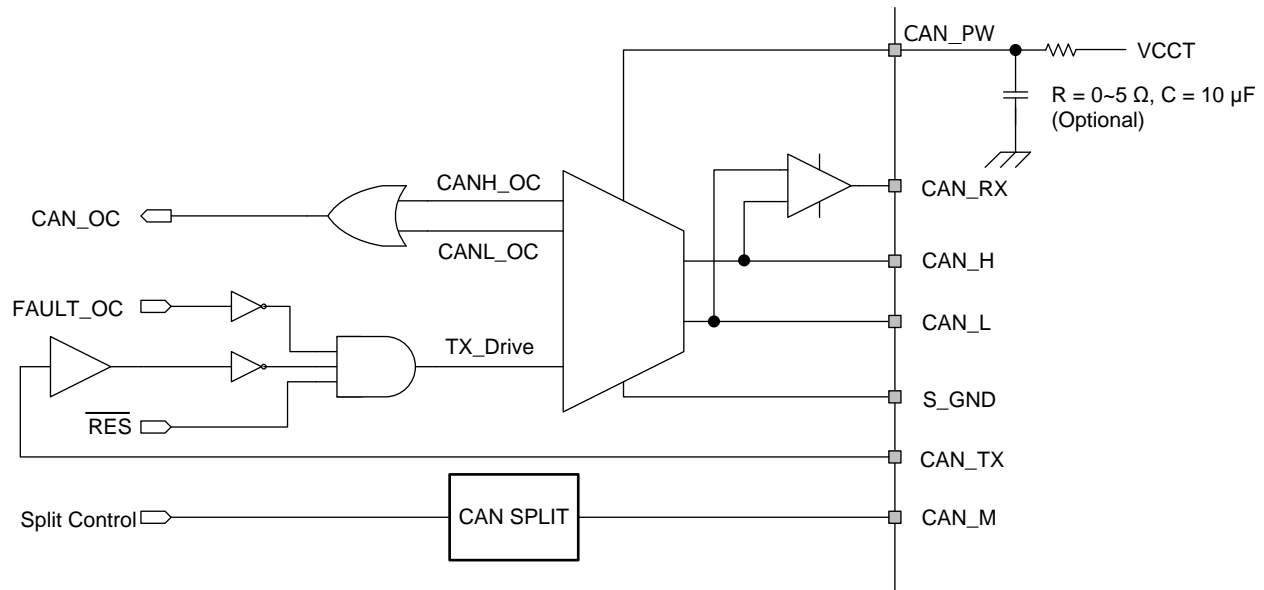 CAN_PW
VCCT
R = 0~5 Ω, C = 10 µF
(Optional)
CANH_OC
CAN_RX
CAN_OC
CANL_OC
CAN_H
FAULT_OC
CAN_L
TX_Drive
S_GND
R̅E̅S̅
CAN_TX
Split Control
CAN SPLIT
CAN_M